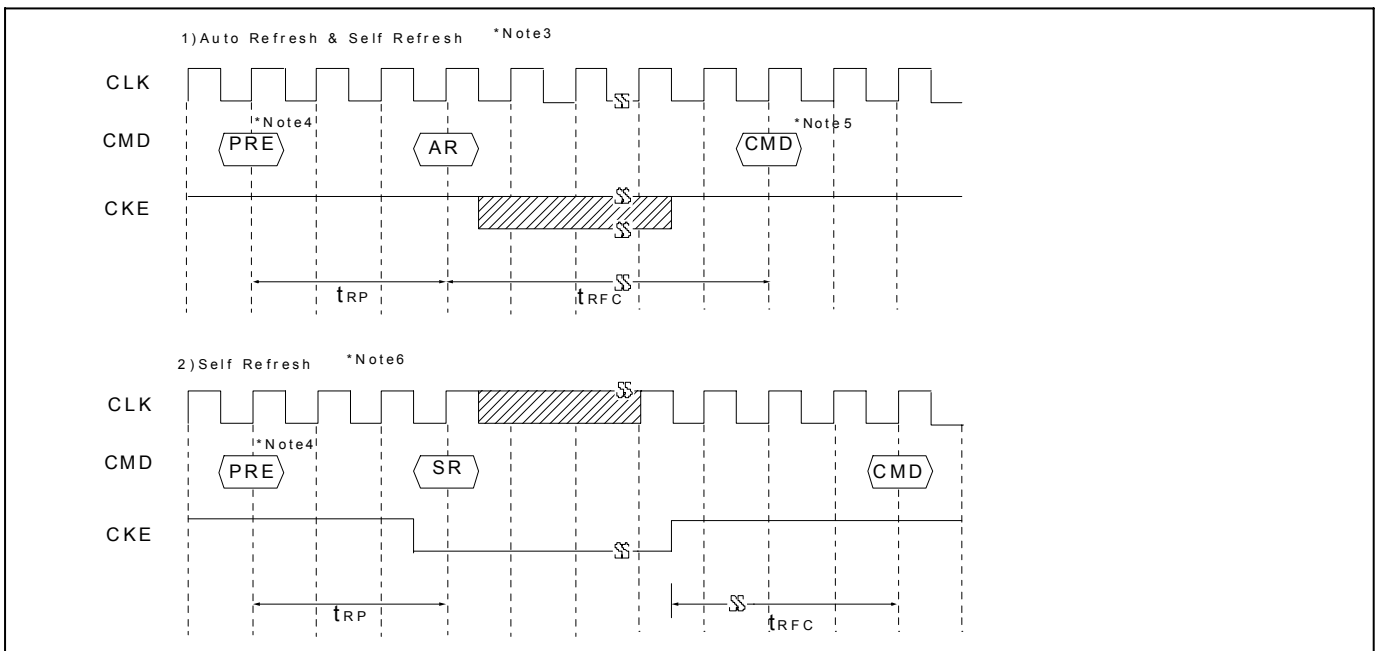 1)Auto Refresh & Self Refresh *Note3
CLK
*Note4 *Note5
CMD PRE AR CMD
CKE
tRP tRFC
2)Self Refresh *Note6
CLK
*Note4
CMD PRE SR CMD
CKE
tRP tRFC